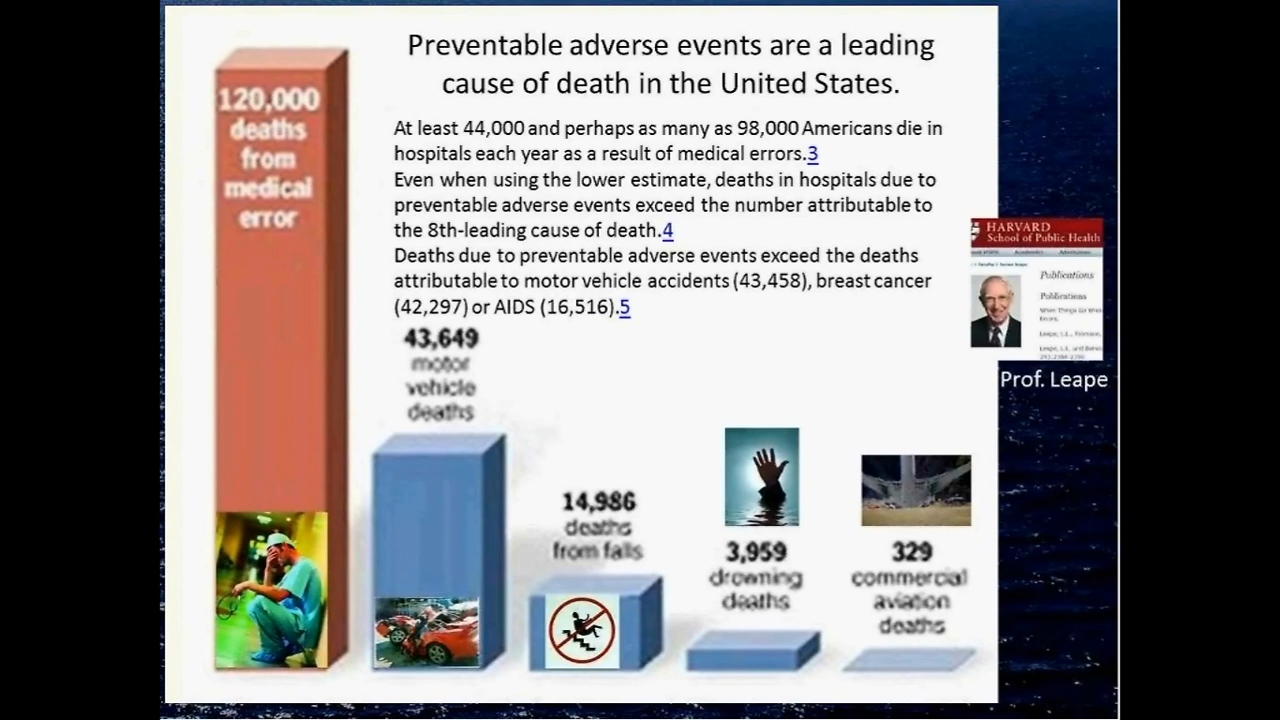 Preventable adverse events are a leading
cause of death in the United States.
120,000
deaths
from
medical
error
At least 44,000 and perhaps as many as 98,000 Americans die in
hospitals each year as a result of medical errors.3
Even when using the lower estimate, deaths in hospitals due to
preventable adverse events exceed the number attributable to
the 8th-leading cause of death.4
Deaths due to preventable adverse events exceed the deaths
attributable to motor vehicle accidents (43,458), breast cancer
(42,297) or AIDS (16,516).5
HARVARD
School of Public Health
Publications
Publications
Prof. Leape
43,649
motor
vehicle
deaths
14,986
deaths
from falls
3,959
drowning
deaths
329
commercial
aviation
deaths